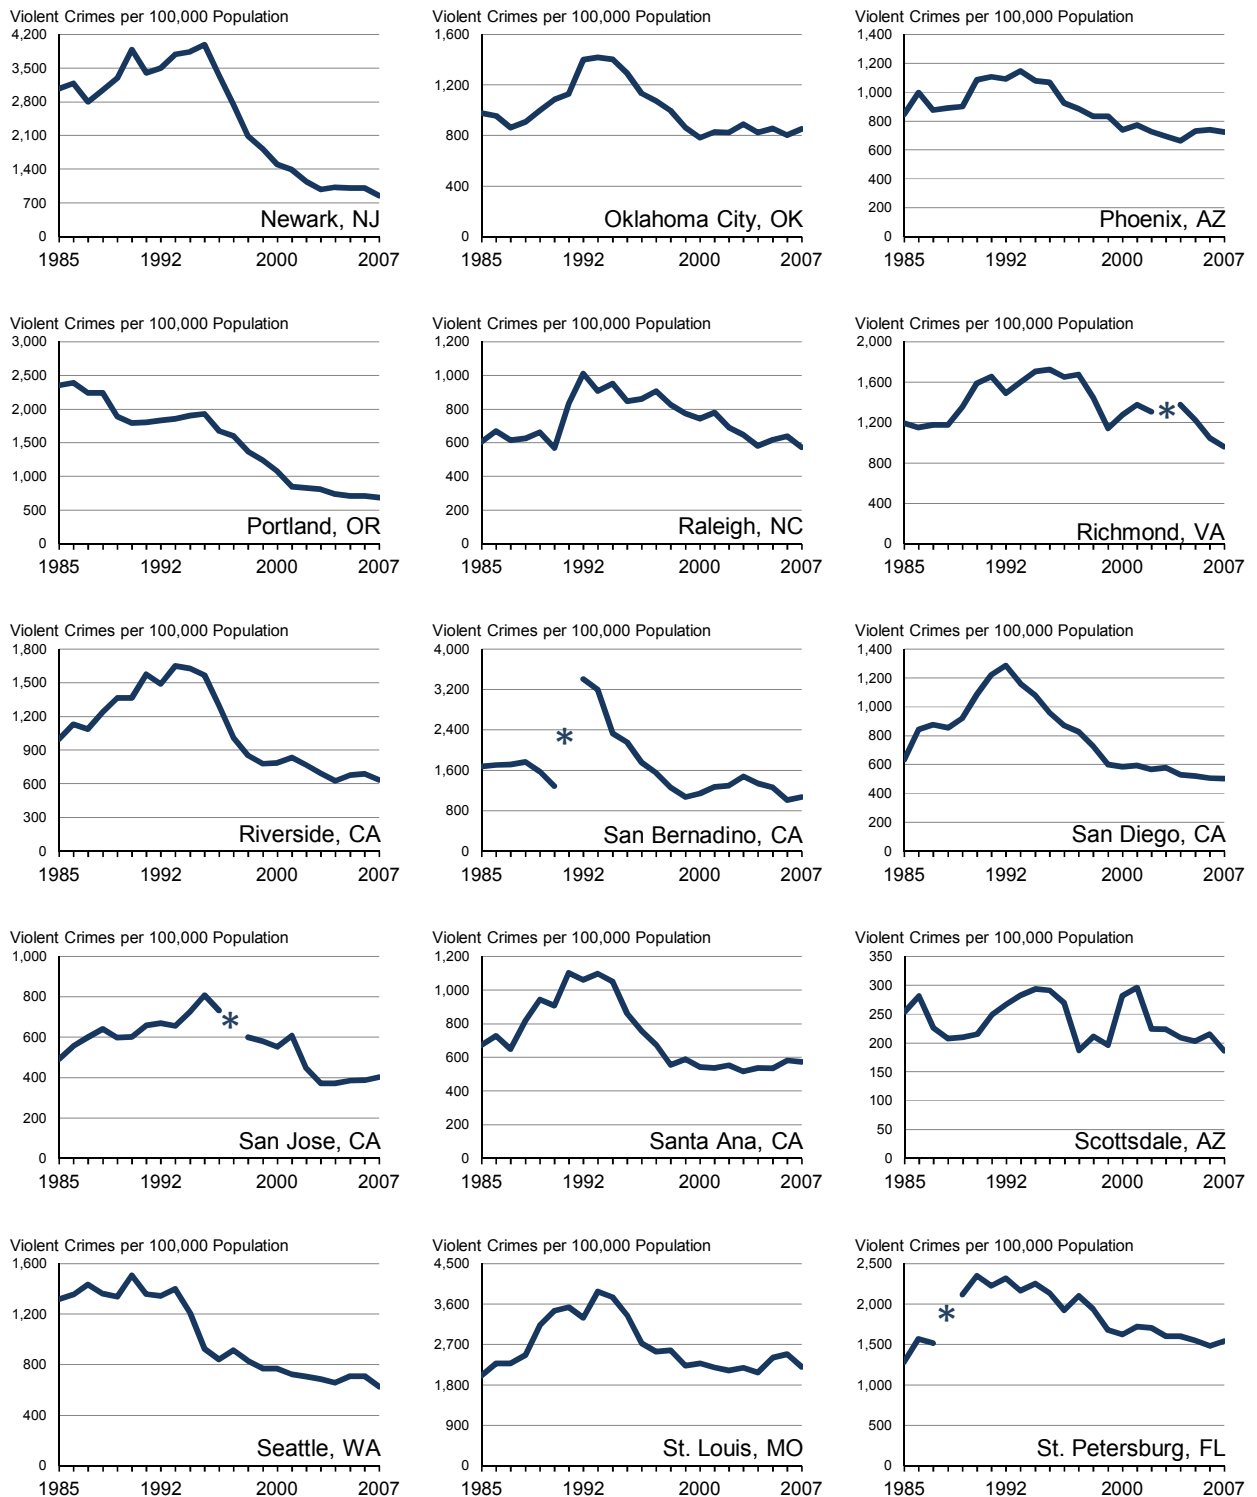 Violent Crimes per 100,000 Population
4,200
3,500
2,800
2,100
1,400
700
0
Newark, NJ
1985 1992 2000 2007
Violent Crimes per 100,000 Population
1,600
1,200
800
400
0
Oklahoma City, OK
1985 1992 2000 2007
Violent Crimes per 100,000 Population
1,400
1,200
1,000
800
600
400
200
0
Phoenix, AZ
1985 1992 2000 2007
Violent Crimes per 100,000 Population
3,000
2,500
2,000
1,500
1,000
500
0
Portland, OR
1985 1992 2000 2007
Violent Crimes per 100,000 Population
1,200
1,000
800
600
400
200
0
Raleigh, NC
1985 1992 2000 2007
Violent Crimes per 100,000 Population
2,000
1,600
1,200
800
400
0
*
Richmond, VA
1985 1992 2000 2007
Violent Crimes per 100,000 Population
1,800
1,500
1,200
900
600
300
0
Riverside, CA
1985 1992 2000 2007
Violent Crimes per 100,000 Population
4,000
3,200
2,400
1,600
800
0
*
San Bernadino, CA
1985 1992 2000 2007
Violent Crimes per 100,000 Population
1,400
1,200
1,000
800
600
400
200
0
San Diego, CA
1985 1992 2000 2007
Violent Crimes per 100,000 Population
1,000
800
600
400
200
0
*
San Jose, CA
1985 1992 2000 2007
Violent Crimes per 100,000 Population
1,200
1,000
800
600
400
200
0
Santa Ana, CA
1985 1992 2000 2007
Violent Crimes per 100,000 Population
350
300
250
200
150
100
50
0
Scottsdale, AZ
1985 1992 2000 2007
Violent Crimes per 100,000 Population
1,600
1,200
800
400
0
Seattle, WA
1985 1992 2000 2007
Violent Crimes per 100,000 Population
4,500
3,600
2,700
1,800
900
0
St. Louis, MO
1985 1992 2000 2007
Violent Crimes per 100,000 Population
2,500
2,000
1,500
1,000
500
0
*
St. Petersburg, FL
1985 1992 2000 2007